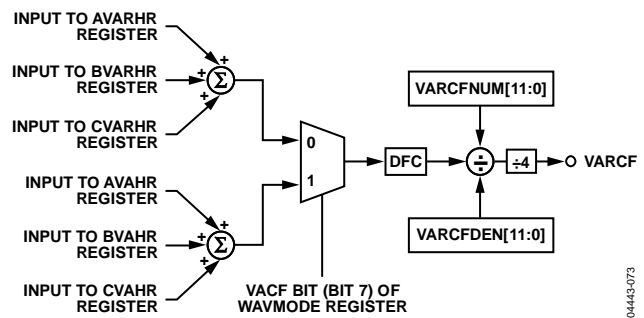 INPUT TO AVARHR
REGISTER
INPUT TO BVARHR
REGISTER
INPUT TO CVARHR
REGISTER
+
+
+
Σ
INPUT TO AVAHR
REGISTER
INPUT TO BVAHR
REGISTER
INPUT TO CVAHR
REGISTER
+
+
+
Σ
0
1
VACF BIT (BIT 7) OF
WAVMODE REGISTER
DFC
VARCFNUM[11:0]
÷
VARCFDEN[11:0]
÷4
VARCF
04443-073